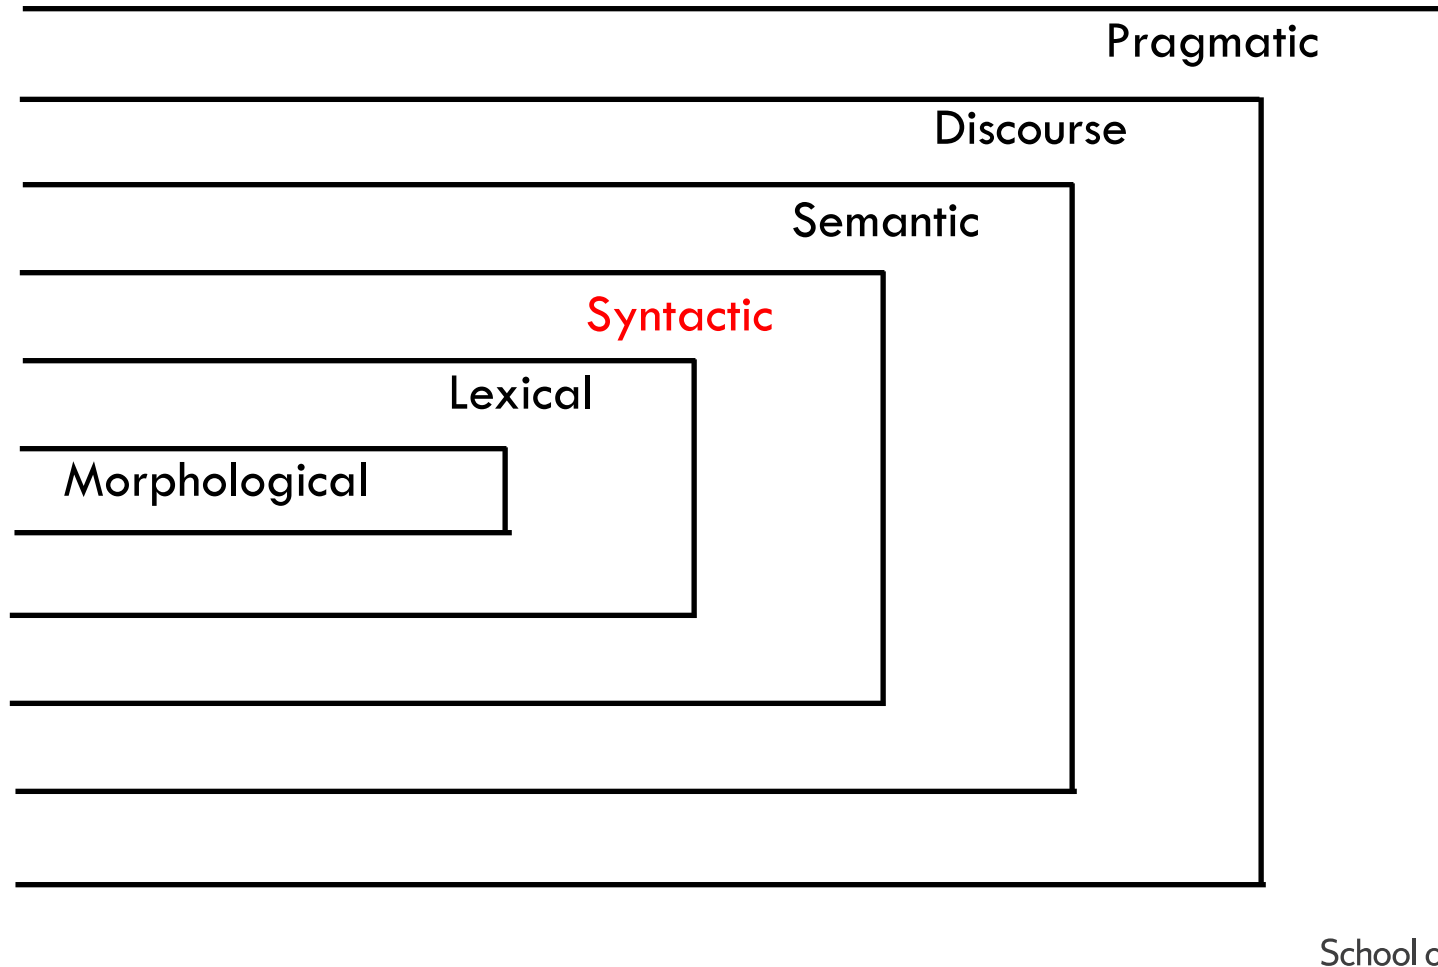 Pragmatic
Discourse
Semantic
Syntactic
Lexical
Morphological
School